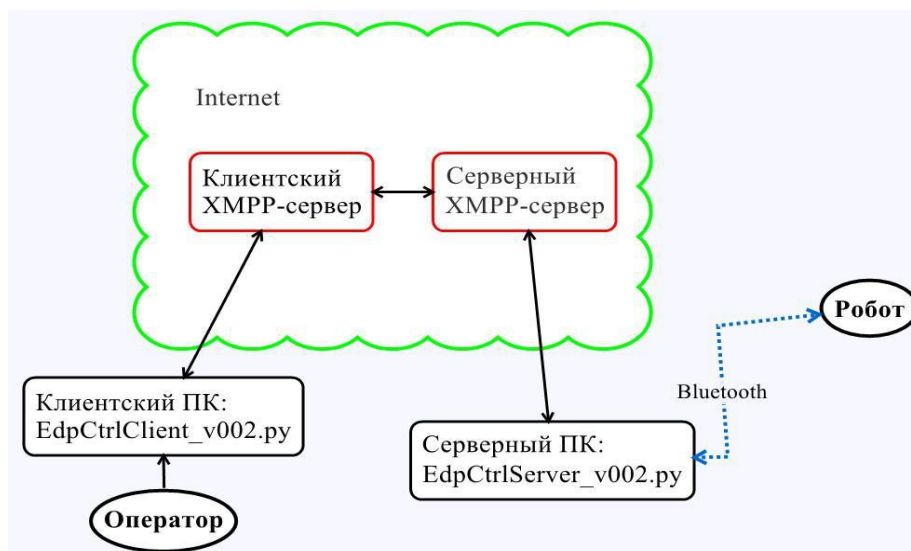 Internet
Клиентский
XMPP-сервер
Серверный
XMPP-сервер
Робот
Bluetooth
Клиентский ПК:
EdpCtrlClient_v002.py
Серверный ПК:
EdpCtrlServer_v002.py
Оператор